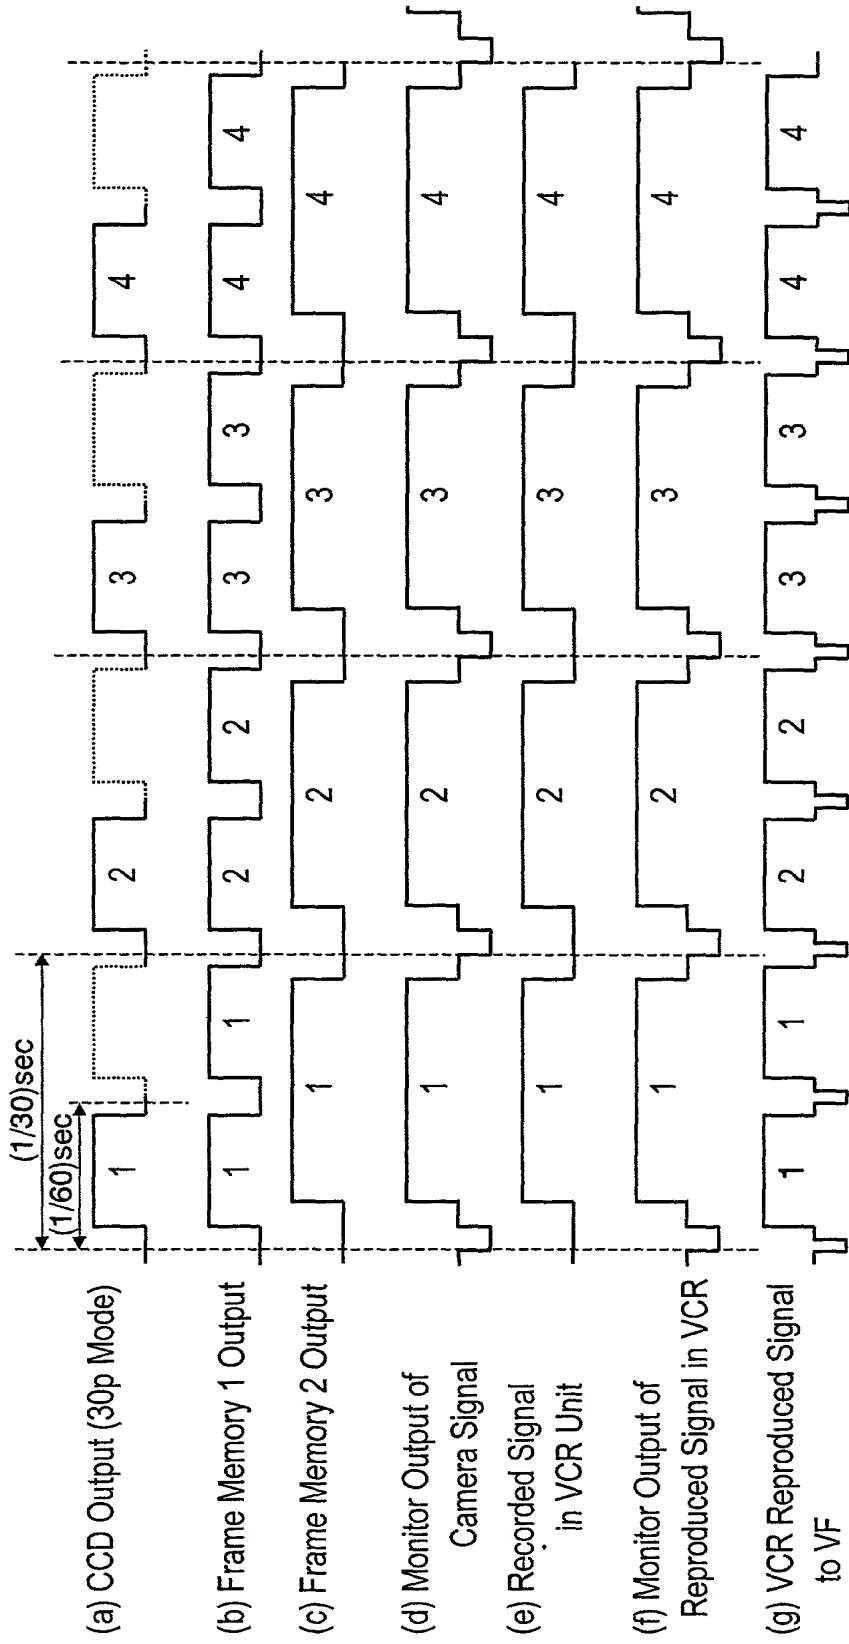 (1/30)sec
(1/60)sec
(a) CCD Output (30p Mode)
1 2 3 4
(b) Frame Memory 1 Output
1 1 2 2 3 3 4 4
(c) Frame Memory 2 Output
1 2 3 4
(d) Monitor Output of
Camera Signal
1 2 3 4
(e) Recorded Signal
in VCR Unit
1 2 3 4
(f) Monitor Output of
Reproduced Signal in VCR
1 2 3 4
(g) VCR Reproduced Signal
to VF
1 1 2 2 3 3 4 4